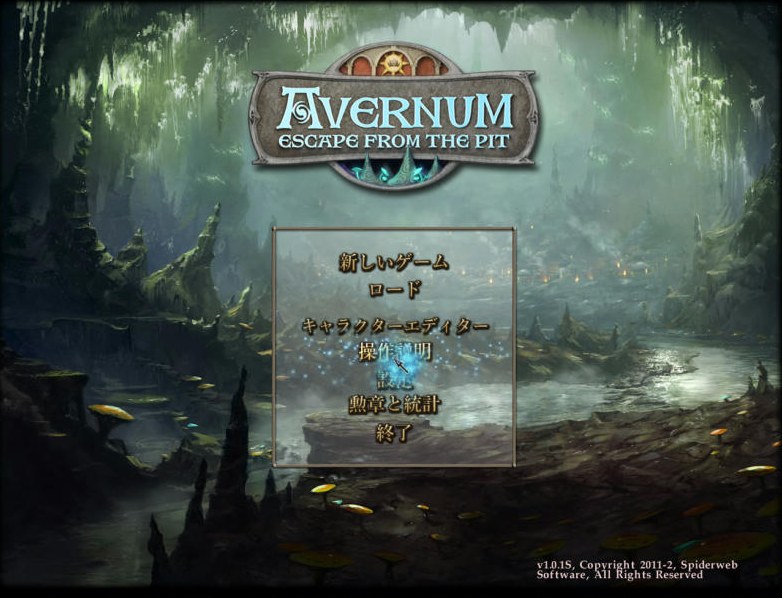 AVERNUM
ESCAPE FROM THE PIT
新しいゲーム
ロード
キャラクターエディター
操作説明
設定
勲章と統計
終了
v1.0.1S, Copyright 2011-2, Spiderweb
Software, All Rights Reserved